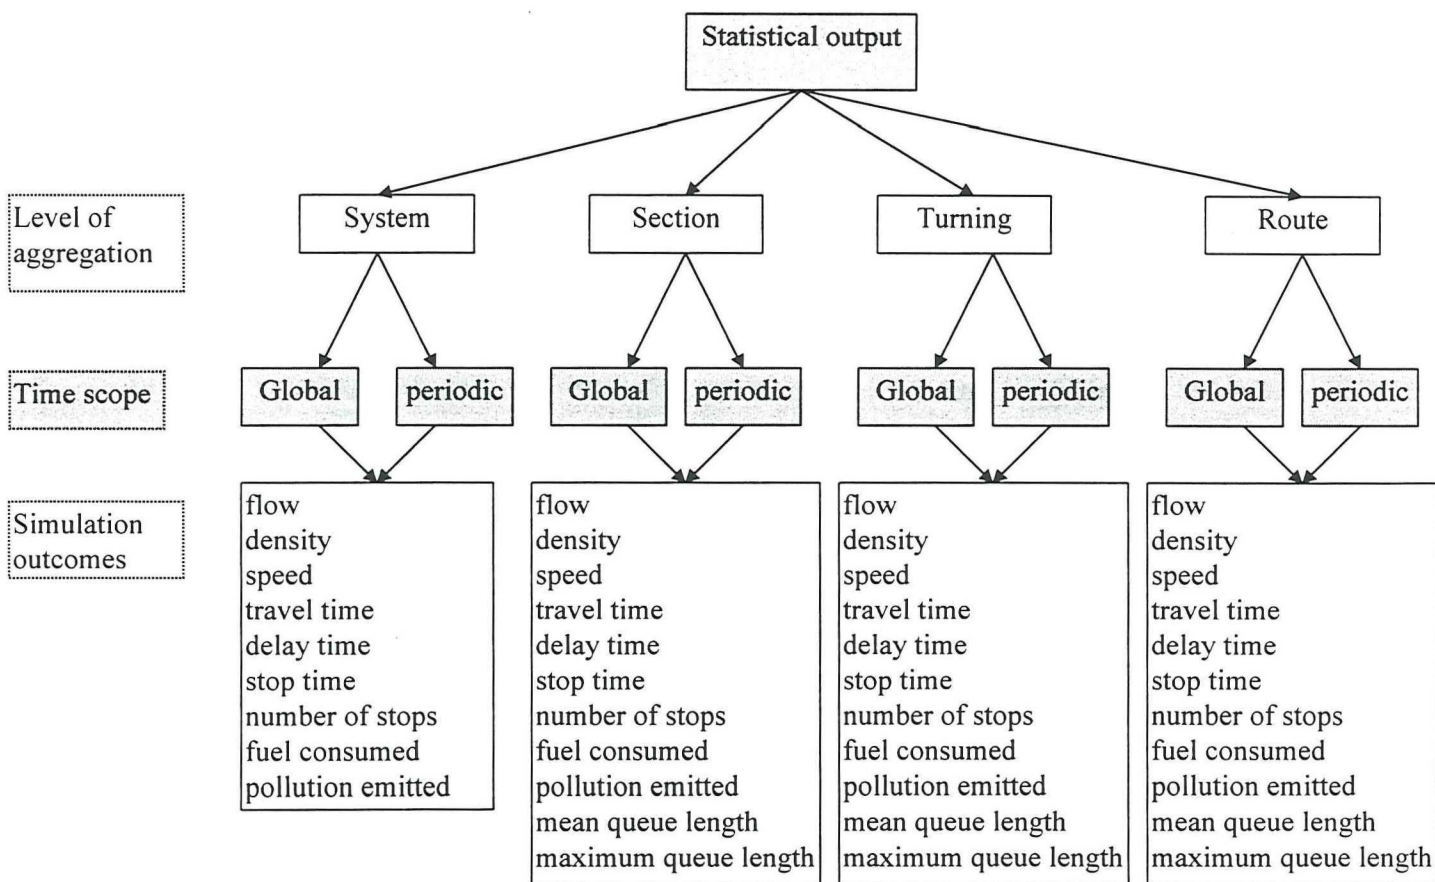 Statistical output
Level of
aggregation
System
Section
Turning
Route
Time scope
Global
periodic
Global
periodic
Global
periodic
Global
periodic
Simulation
outcomes
flow
density
speed
travel time
delay time
stop time
number of stops
fuel consumed
pollution emitted
flow
density
speed
travel time
delay time
stop time
number of stops
fuel consumed
pollution emitted
mean queue length
maximum queue length
flow
density
speed
travel time
delay time
stop time
number of stops
fuel consumed
pollution emitted
mean queue length
maximum queue length
flow
density
speed
travel time
delay time
stop time
number of stops
fuel consumed
pollution emitted
mean queue length
maximum queue length